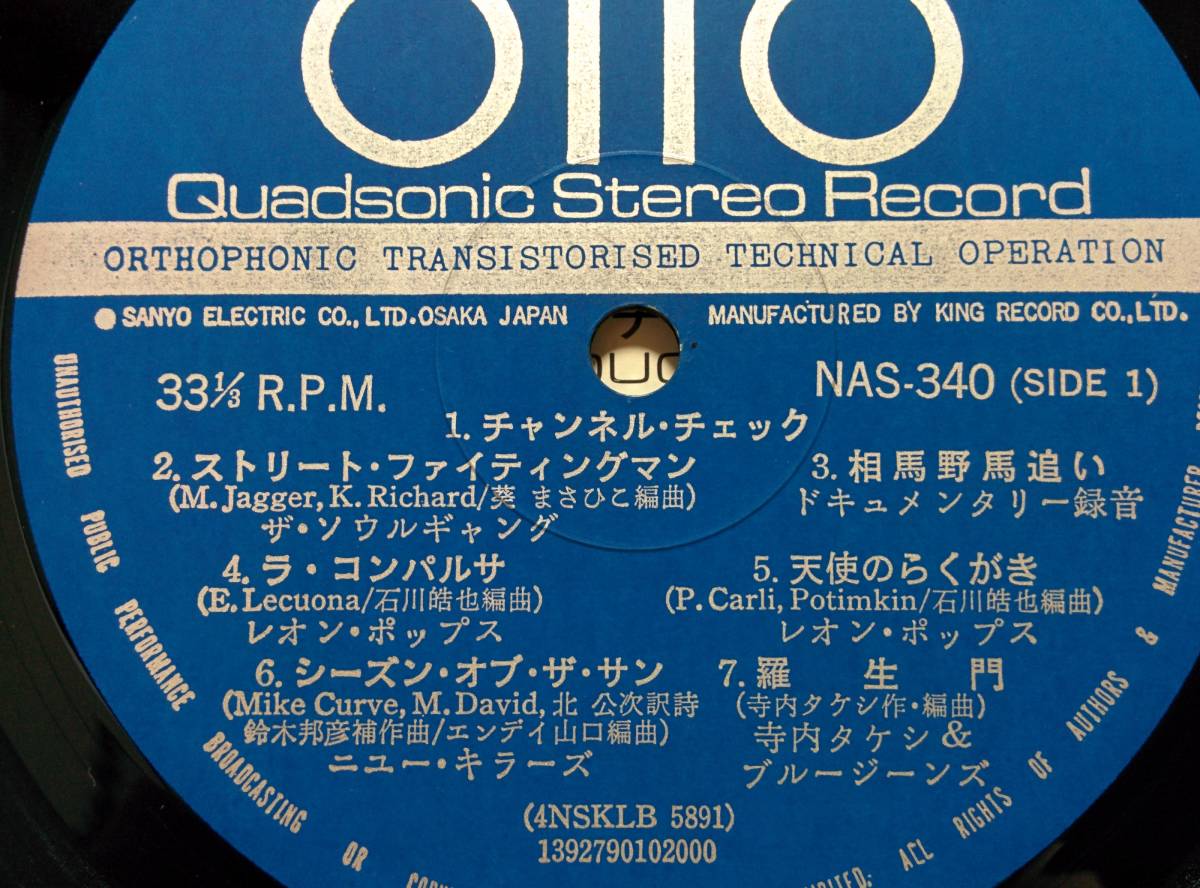 OTTO
Quadsonic Stereo Record
ORTHOPHONIC TRANSISTORISED TECHNICAL OPERATION
SANYO ELECTRIC CO., LTD. OSAKA JAPAN
MANUFACTURED BY KING RECORD CO., LTD.
33⅓ R.P.M.
NAS-340 (SIDE 1)
1. チャンネル・チェック
2. ストリート・ファイティングマン
(M. Jagger, K. Richard/葵 まさひこ編曲)
ザ・ソウルギャング
3. 相馬野馬追い
ドキュメンタリー録音
4. ラ・コンパルサ
(E. Lecuona/石川皓也編曲)
レオン・ポップス
5. 天使のらくがき
(P. Carli, Potimkin/石川皓也編曲)
レオン・ポップス
6. シーズン・オブ・ザ・サン
(Mike Curve, M. David, 北 公次訳詩
鈴木邦彦補作曲/エンディ山口編曲)
ニユー・キラーズ
7. 羅生門
(寺内タケシ作・編曲)
寺内タケシ&
ブルージーンズ
(4NSKLB 5891)
1392790102000
UNAUTHORISED PUBLIC PERFORMANCE BROADCASTING OR
ALL RIGHTS OF AUTHORS & MANUFACTURED